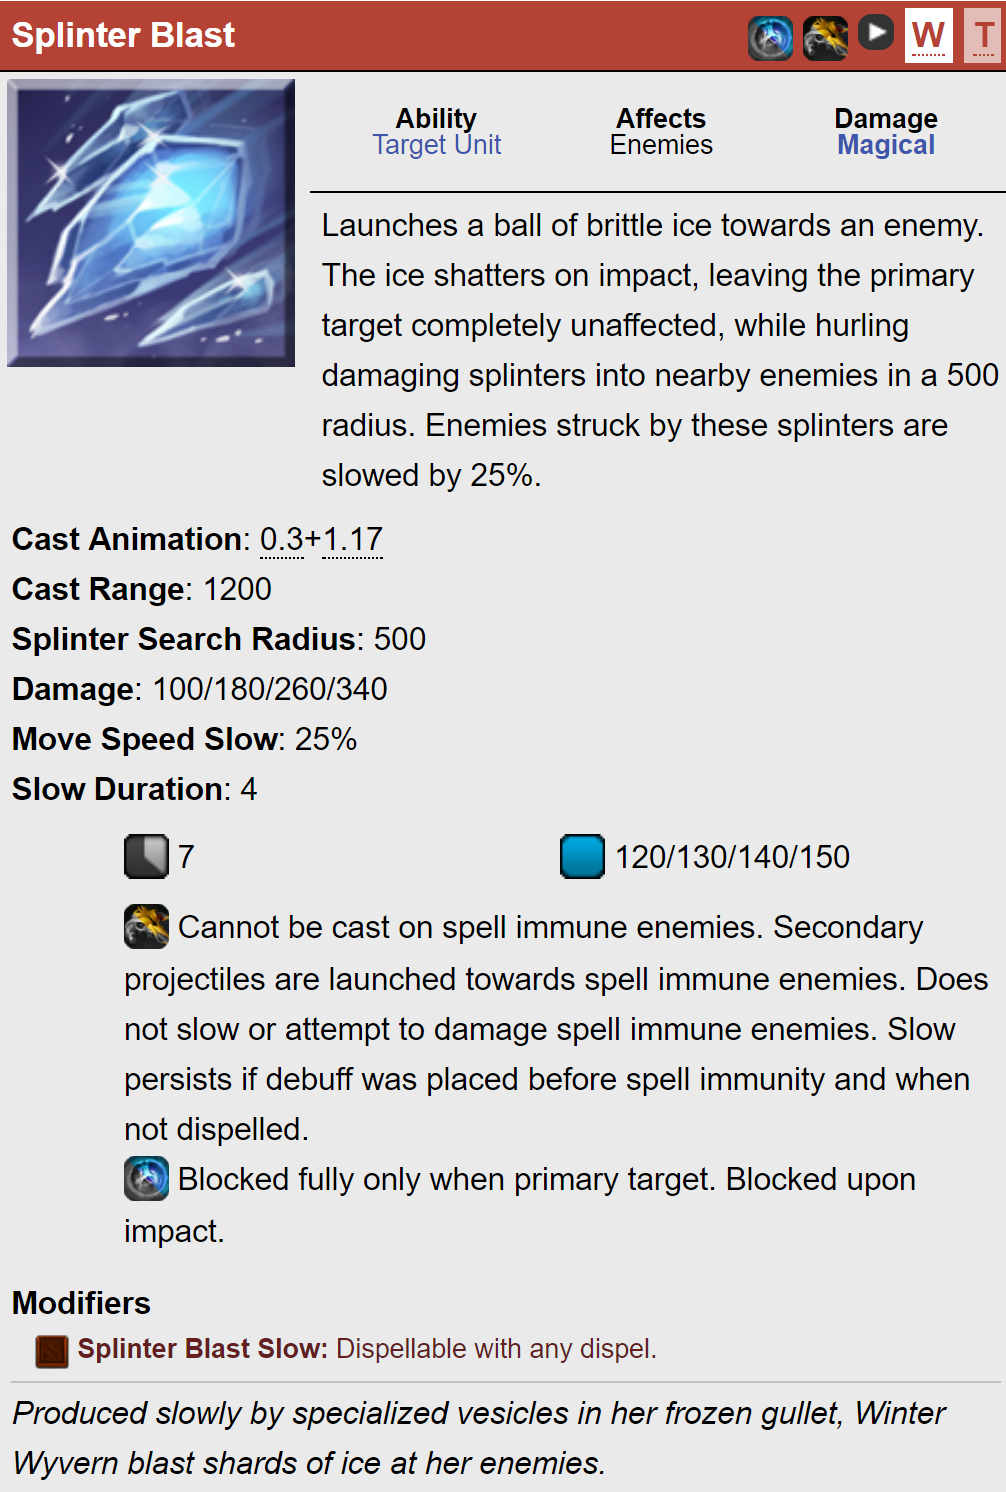 Splinter Blast W T
Ability Affects Damage
Target Unit Enemies Magical
Launches a ball of brittle ice towards an enemy.
The ice shatters on impact, leaving the primary
target completely unaffected, while hurling
damaging splinters into nearby enemies in a 500
radius. Enemies struck by these splinters are
slowed by 25%.
Cast Animation: 0.3+1.17
Cast Range: 1200
Splinter Search Radius: 500
Damage: 100/180/260/340
Move Speed Slow: 25%
Slow Duration: 4
7 120/130/140/150
Cannot be cast on spell immune enemies. Secondary
projectiles are launched towards spell immune enemies. Does
not slow or attempt to damage spell immune enemies. Slow
persists if debuff was placed before spell immunity and when
not dispelled.
Blocked fully only when primary target. Blocked upon
impact.
Modifiers
Splinter Blast Slow: Dispellable with any dispel.
Produced slowly by specialized vesicles in her frozen gullet, Winter
Wyvern blast shards of ice at her enemies.